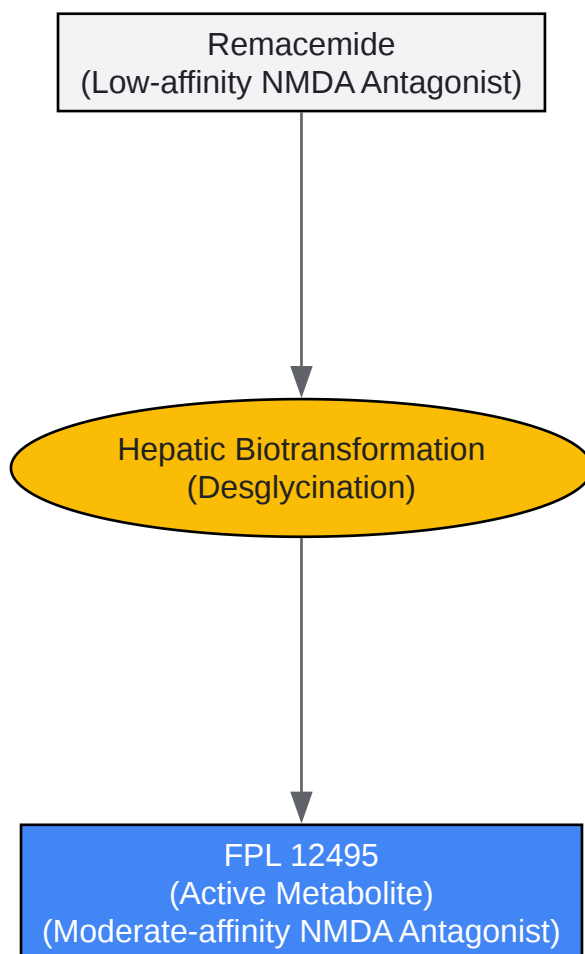 Remacemide
(Low-affinity NMDA Antagonist)
Hepatic Biotransformation
(Desglycination)
FPL 12495
(Active Metabolite)
(Moderate-affinity NMDA Antagonist)